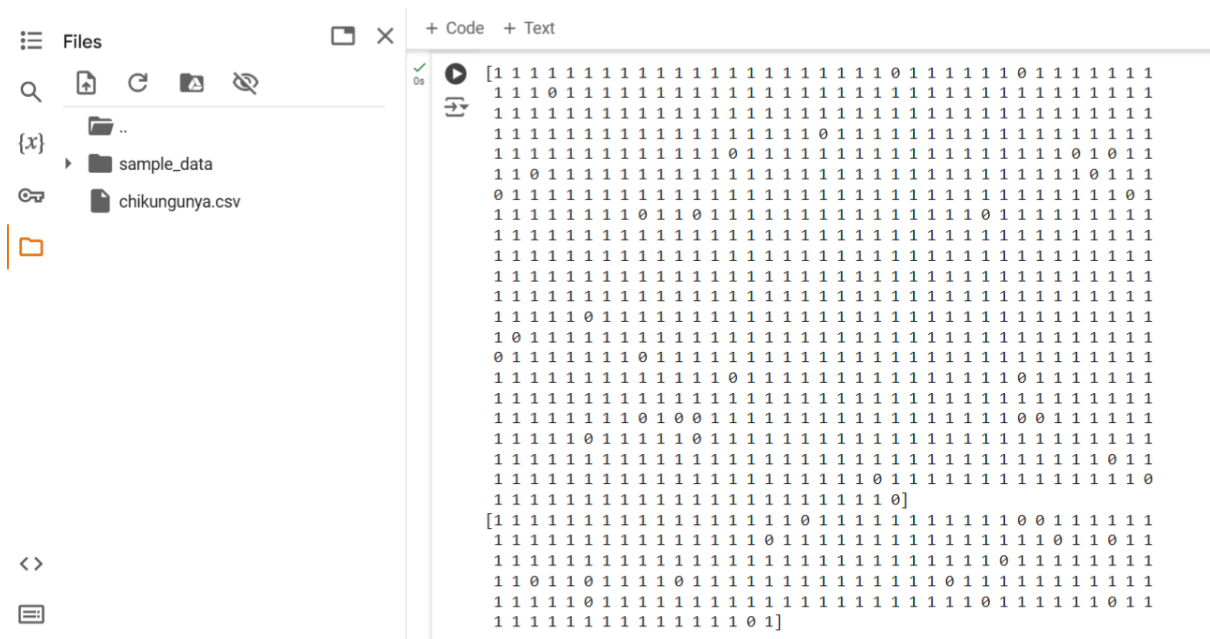 Files
+ Code + Text
0s
{x}
..
sample_data
chikungunya.csv
[1 1 1 1 1 1 1 1 1 1 1 1 1 1 1 1 1 1 1 1 1 1 0 1 1 1 1 1 1 0 1 1 1 1 1 1 1
1 1 1 0 1 1 1 1 1 1 1 1 1 1 1 1 1 1 1 1 1 1 1 1 1 1 1 1 1 1 1 1 1 1 1 1 1
1 1 1 1 1 1 1 1 1 1 1 1 1 1 1 1 1 1 1 1 1 1 1 1 1 1 1 1 1 1 1 1 1 1 1 1 1
1 1 1 1 1 1 1 1 1 1 1 1 1 1 1 1 1 1 0 1 1 1 1 1 1 1 1 1 1 1 1 1 1 1 1 1 1
1 1 1 1 1 1 1 1 1 1 1 1 1 0 1 1 1 1 1 1 1 1 1 1 1 1 1 1 1 1 1 1 0 1 0 1 1
1 1 0 1 1 1 1 1 1 1 1 1 1 1 1 1 1 1 1 1 1 1 1 1 1 1 1 1 1 1 1 1 1 0 1 1 1
0 1 1 1 1 1 1 1 1 1 1 1 1 1 1 1 1 1 1 1 1 1 1 1 1 1 1 1 1 1 1 1 1 1 1 0 1
1 1 1 1 1 1 1 1 0 1 1 0 1 1 1 1 1 1 1 1 1 1 1 1 1 1 1 0 1 1 1 1 1 1 1 1 1
1 1 1 1 1 1 1 1 1 1 1 1 1 1 1 1 1 1 1 1 1 1 1 1 1 1 1 1 1 1 1 1 1 1 1 1 1
1 1 1 1 1 1 1 1 1 1 1 1 1 1 1 1 1 1 1 1 1 1 1 1 1 1 1 1 1 1 1 1 1 1 1 1 1
1 1 1 1 1 1 1 1 1 1 1 1 1 1 1 1 1 1 1 1 1 1 1 1 1 1 1 1 1 1 1 1 1 1 1 1 1
1 1 1 1 1 1 1 1 1 1 1 1 1 1 1 1 1 1 1 1 1 1 1 1 1 1 1 1 1 1 1 1 1 1 1 1 1
1 1 1 1 1 0 1 1 1 1 1 1 1 1 1 1 1 1 1 1 1 1 1 1 1 1 1 1 1 1 1 1 1 1 1 1 1
1 0 1 1 1 1 1 1 1 1 1 1 1 1 1 1 1 1 1 1 1 1 1 1 1 1 1 1 1 1 1 1 1 1 1 1 1
0 1 1 1 1 1 1 1 0 1 1 1 1 1 1 1 1 1 1 1 1 1 1 1 1 1 1 1 1 1 1 1 1 1 1 1 1
1 1 1 1 1 1 1 1 1 1 1 1 1 0 1 1 1 1 1 1 1 1 1 1 1 1 1 1 1 0 1 1 1 1 1 1 1
1 1 1 1 1 1 1 1 1 1 1 1 1 1 1 1 1 1 1 1 1 1 1 1 1 1 1 1 1 1 1 1 1 1 1 1 1
1 1 1 1 1 1 1 1 0 1 0 0 1 1 1 1 1 1 1 1 1 1 1 1 1 1 1 1 1 0 0 1 1 1 1 1 1
1 1 1 1 1 0 1 1 1 1 1 0 1 1 1 1 1 1 1 1 1 1 1 1 1 1 1 1 1 1 1 1 1 1 1 1 1
1 1 1 1 1 1 1 1 1 1 1 1 1 1 1 1 1 1 1 1 1 1 1 1 1 1 1 1 1 1 1 1 1 1 0 1 1
1 1 1 1 1 1 1 1 1 1 1 1 1 1 1 1 1 1 1 1 1 0 1 1 1 1 1 1 1 1 1 1 1 1 1 1 0
1 1 1 1 1 1 1 1 1 1 1 1 1 1 1 1 1 1 1 1 1 1 0]
[1 1 1 1 1 1 1 1 1 1 1 1 1 1 1 1 1 0 1 1 1 1 1 1 1 1 1 1 1 0 0 1 1 1 1 1 1
1 1 1 1 1 1 1 1 1 1 1 1 1 1 1 0 1 1 1 1 1 1 1 1 1 1 1 1 1 1 1 0 1 1 0 1 1
1 1 1 1 1 1 1 1 1 1 1 1 1 1 1 1 1 1 1 1 1 1 1 1 1 1 1 1 0 1 1 1 1 1 1 1 1
1 1 0 1 1 0 1 1 1 1 0 1 1 1 1 1 1 1 1 1 1 1 1 1 1 0 1 1 1 1 1 1 1 1 1 1 1
1 1 1 1 1 0 1 1 1 1 1 1 1 1 1 1 1 1 1 1 1 1 1 1 1 1 1 0 1 1 1 1 1 1 0 1 1
1 1 1 1 1 1 1 1 1 1 1 1 1 1 0 1]